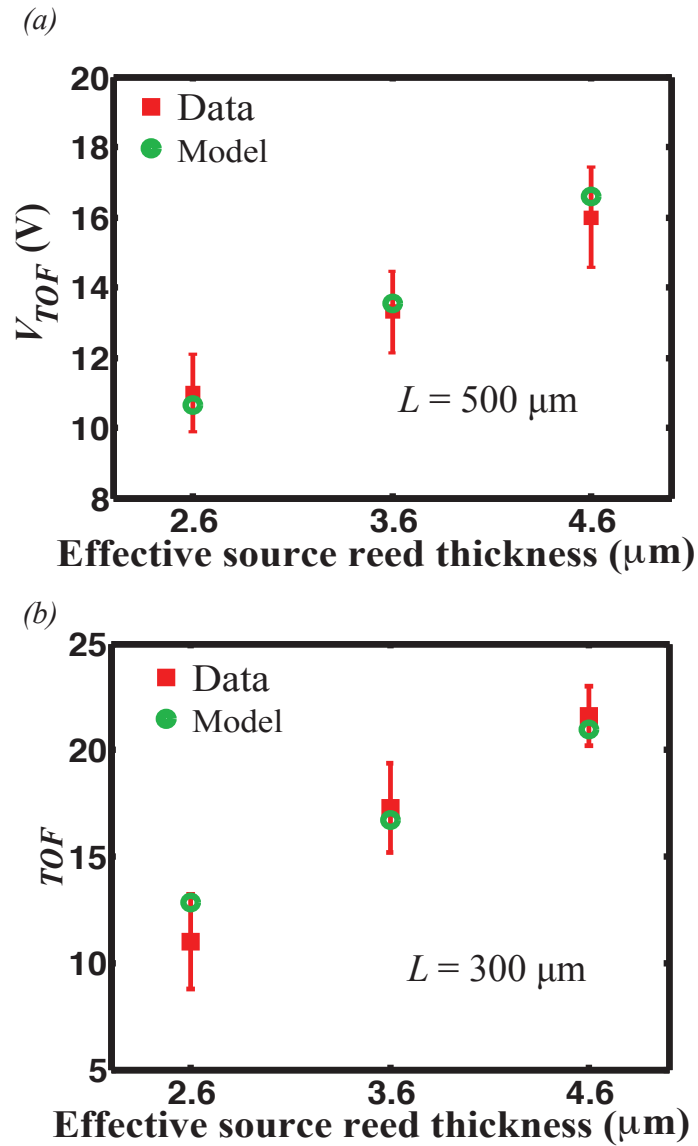 (a)
20
Data
18
Model
16
V_TOF (V)
14
12
L = 500 μm
10
8
2.6 3.6 4.6
Effective source reed thickness (μm)
(b)
25
Data
Model
20
15
TOF
L = 300 μm
10
5
2.6 3.6 4.6
Effective source reed thickness (μm)